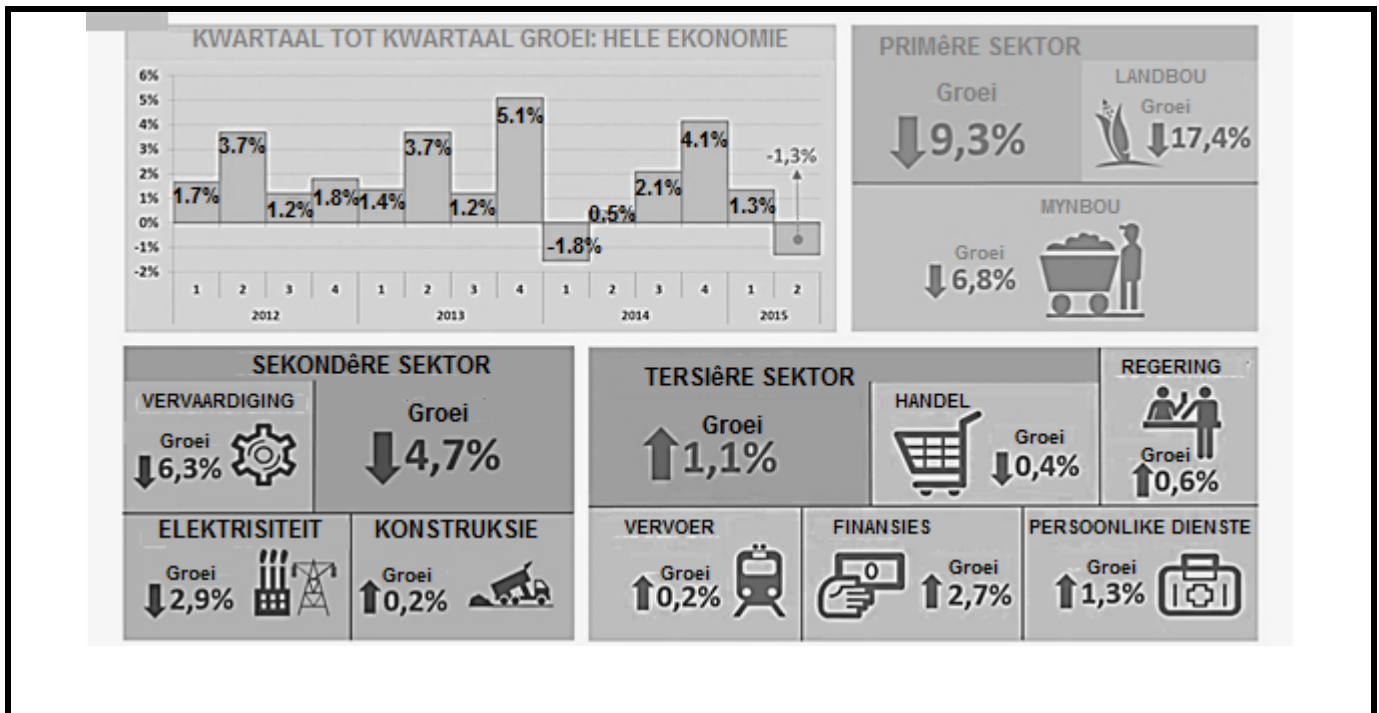 KWARTAAL TOT KWARTAAL GROEI: HELE EKONOMIE
6%
5%
4%
3%
2%
1%
0%
-1%
-2%
1.7%
3.7%
1.2%
1.8%
1.4%
3.7%
1.2%
5.1%
-1.8%
0,5%
2.1%
4.1%
1.3%
-1,3%
1 2 3 4 1 2 3 4 1 2 3 4 1 2
2012 2013 2014 2015
PRIMêRE SEKTOR
Groei
9,3%
LANDBOU
Groei
17,4%
MYNBOU
Groei
6,8%
SEKONDêRE SEKTOR
Groei
4,7%
VERVAARDIGING
Groei
6,3%
ELEKTRISITEIT
Groei
2,9%
KONSTRUKSIE
Groei
0,2%
TERSIêRE SEKTOR
Groei
1,1%
HANDEL
Groei
0,4%
REGERING
Groei
0,6%
VERVOER
Groei
0,2%
FINANSIES
0
Groei
2,7%
PERSOONLIKE DIENSTE
Groei
1,3%